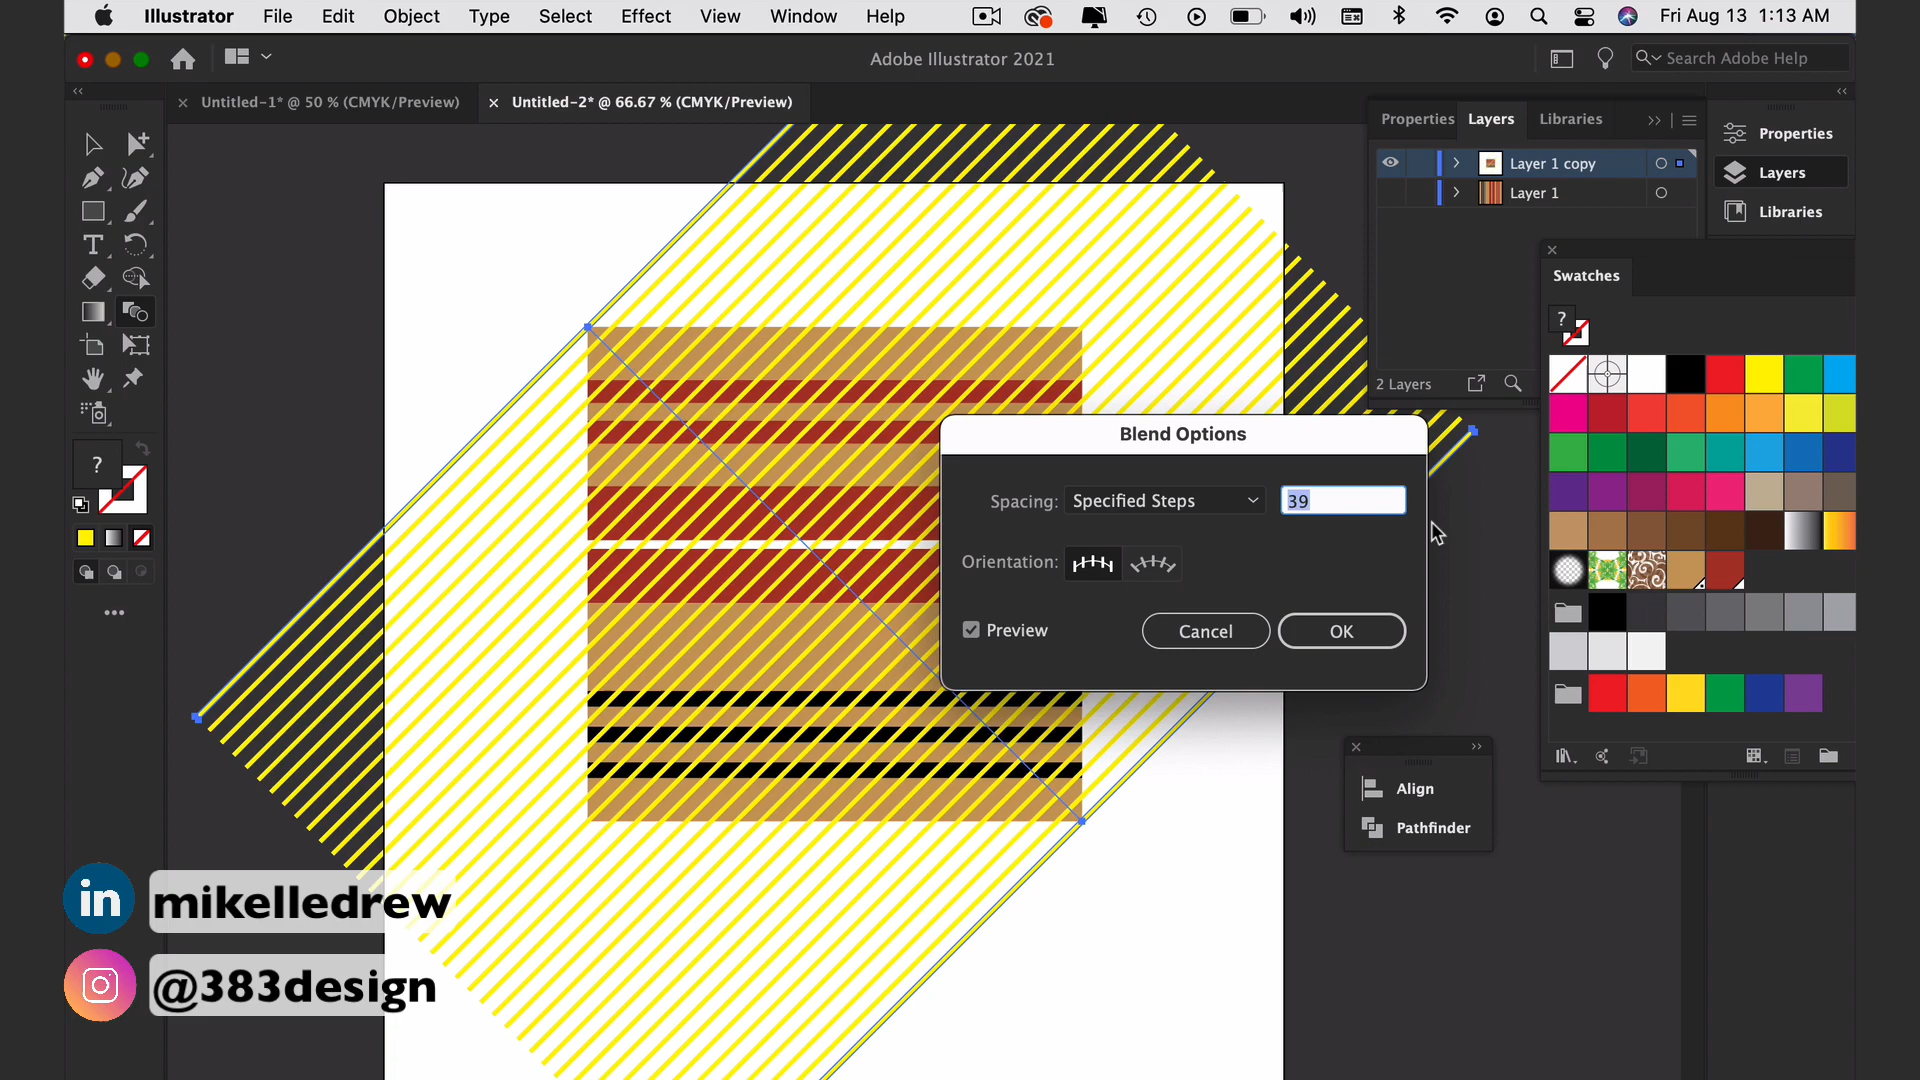 Illustrator File Edit Object Type Select Effect View Window Help Fri Aug 13 1:13 AM
Adobe Illustrator 2021
Search Adobe Help
Untitled-1* @ 50 % (CMYK/Preview)
Untitled-2* @ 66.67 % (CMYK/Preview)
Properties Layers Libraries
Layer 1 copy
Layer 1
2 Layers
Properties
Layers
Libraries
Swatches
?
?
Blend Options
Spacing: Specified Steps 39
Orientation:
Preview Cancel OK
Align
Pathfinder
in mikelledrew
@383design